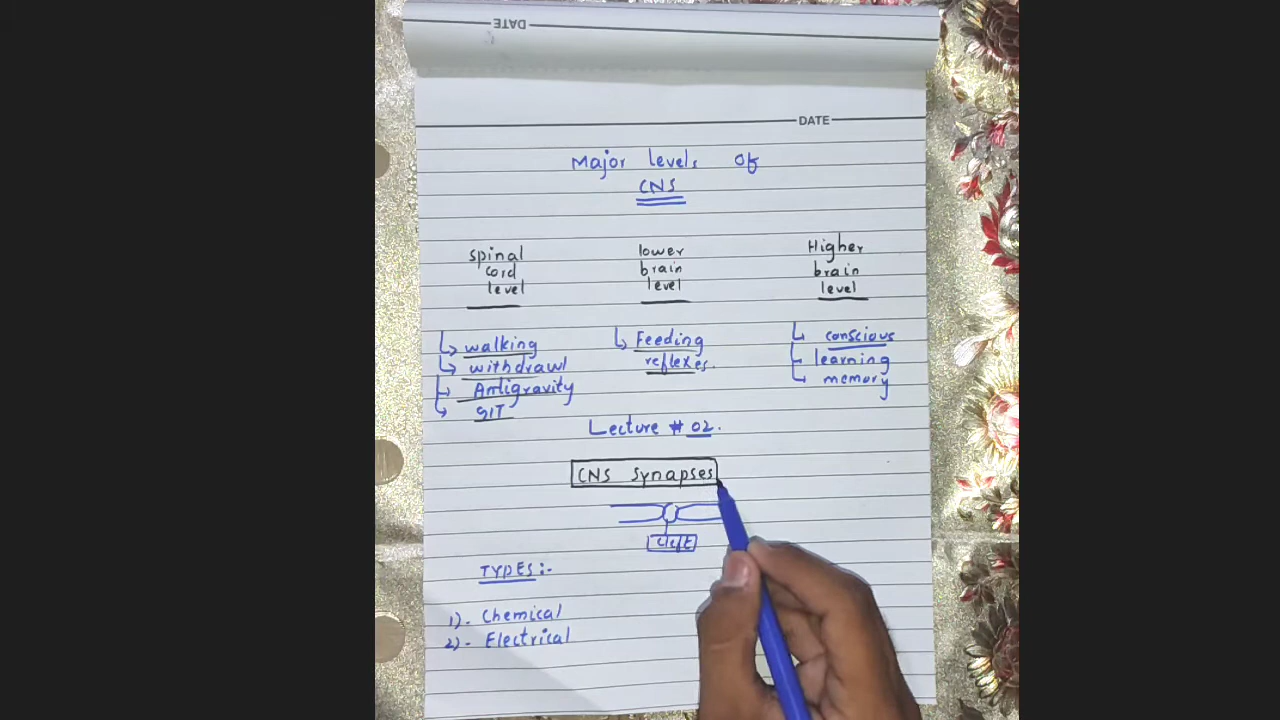 DATE
DATE
Major levels of
CNS
spinal
cord
level
lower
brain
level
Higher
brain
level
walking
withdrawl
Antigravity
GIT
Feeding
reflexes.
conscious
learning
memory
Lecture # 02.
CNS Synapses
cleft
TYPES:-
1). Chemical
2)- Electrical